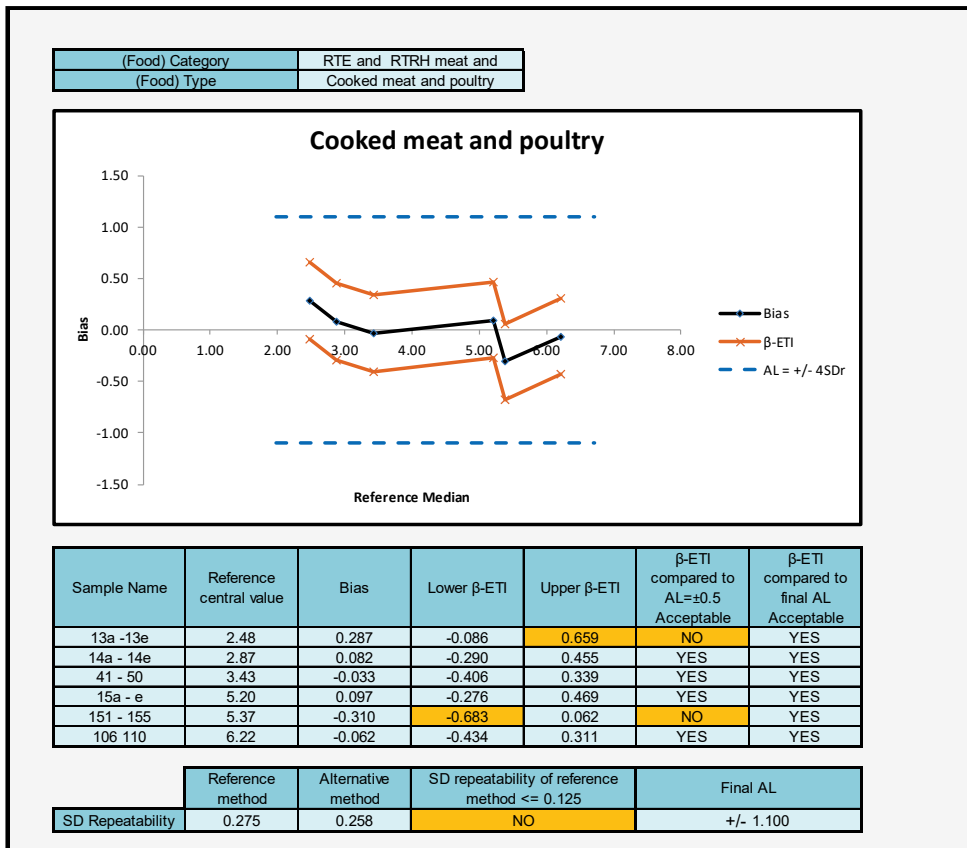 (Food) Category RTE and RTRH meat and
(Food) Type Cooked meat and poultry
Cooked meat and poultry
1.50
1.00
0.50
0.00
-0.50
-1.00
-1.50
0.00 1.00 2.00 3.00 4.00 5.00 6.00 7.00 8.00
Bias
Reference Median
Bias
β-ETI
AL = +/- 4SDr
Sample Name Reference central value Bias Lower β-ETI Upper β-ETI β-ETI compared to AL=±0.5 Acceptable β-ETI compared to final AL Acceptable
13a -13e 2.48 0.287 -0.086 0.659 NO YES
14a - 14e 2.87 0.082 -0.290 0.455 YES YES
41 - 50 3.43 -0.033 -0.406 0.339 YES YES
15a - e 5.20 0.097 -0.276 0.469 YES YES
151 - 155 5.37 -0.310 -0.683 0.062 NO YES
106 110 6.22 -0.062 -0.434 0.311 YES YES
Reference method Alternative method SD repeatability of reference method <= 0.125 Final AL
SD Repeatability 0.275 0.258 NO +/- 1.100